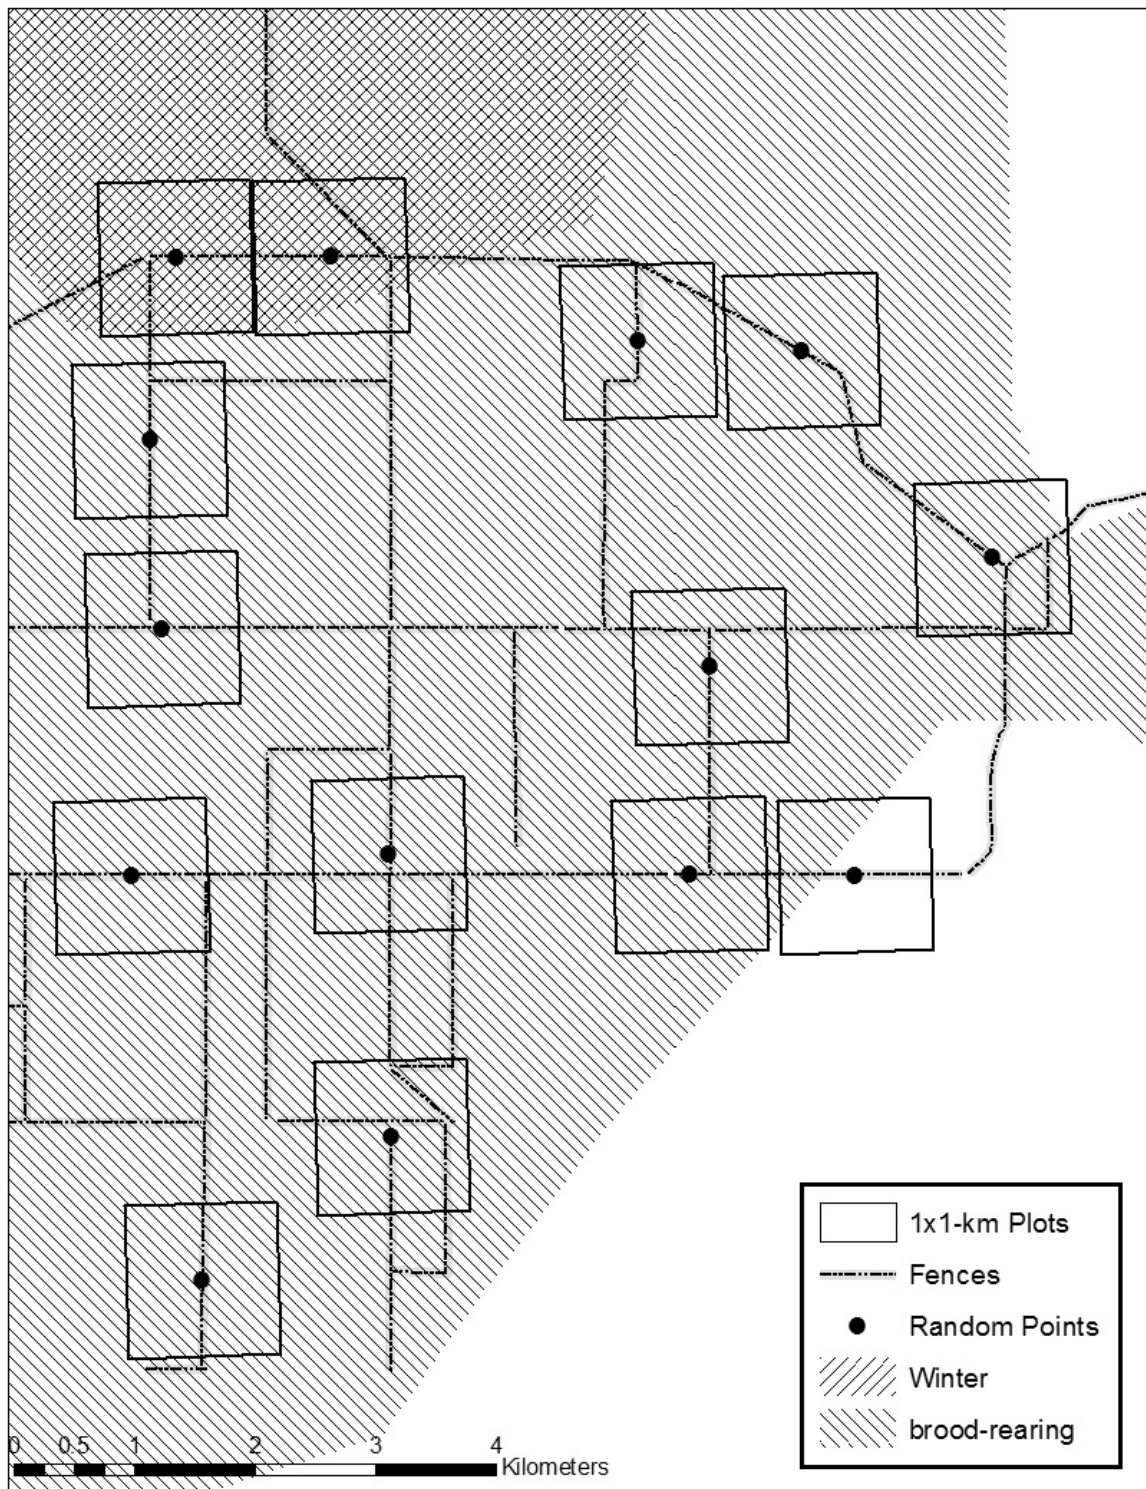 1x1-km Plots
Fences
Random Points
Winter
brood-rearing
0 0.5 1 2 3 4
Kilometers